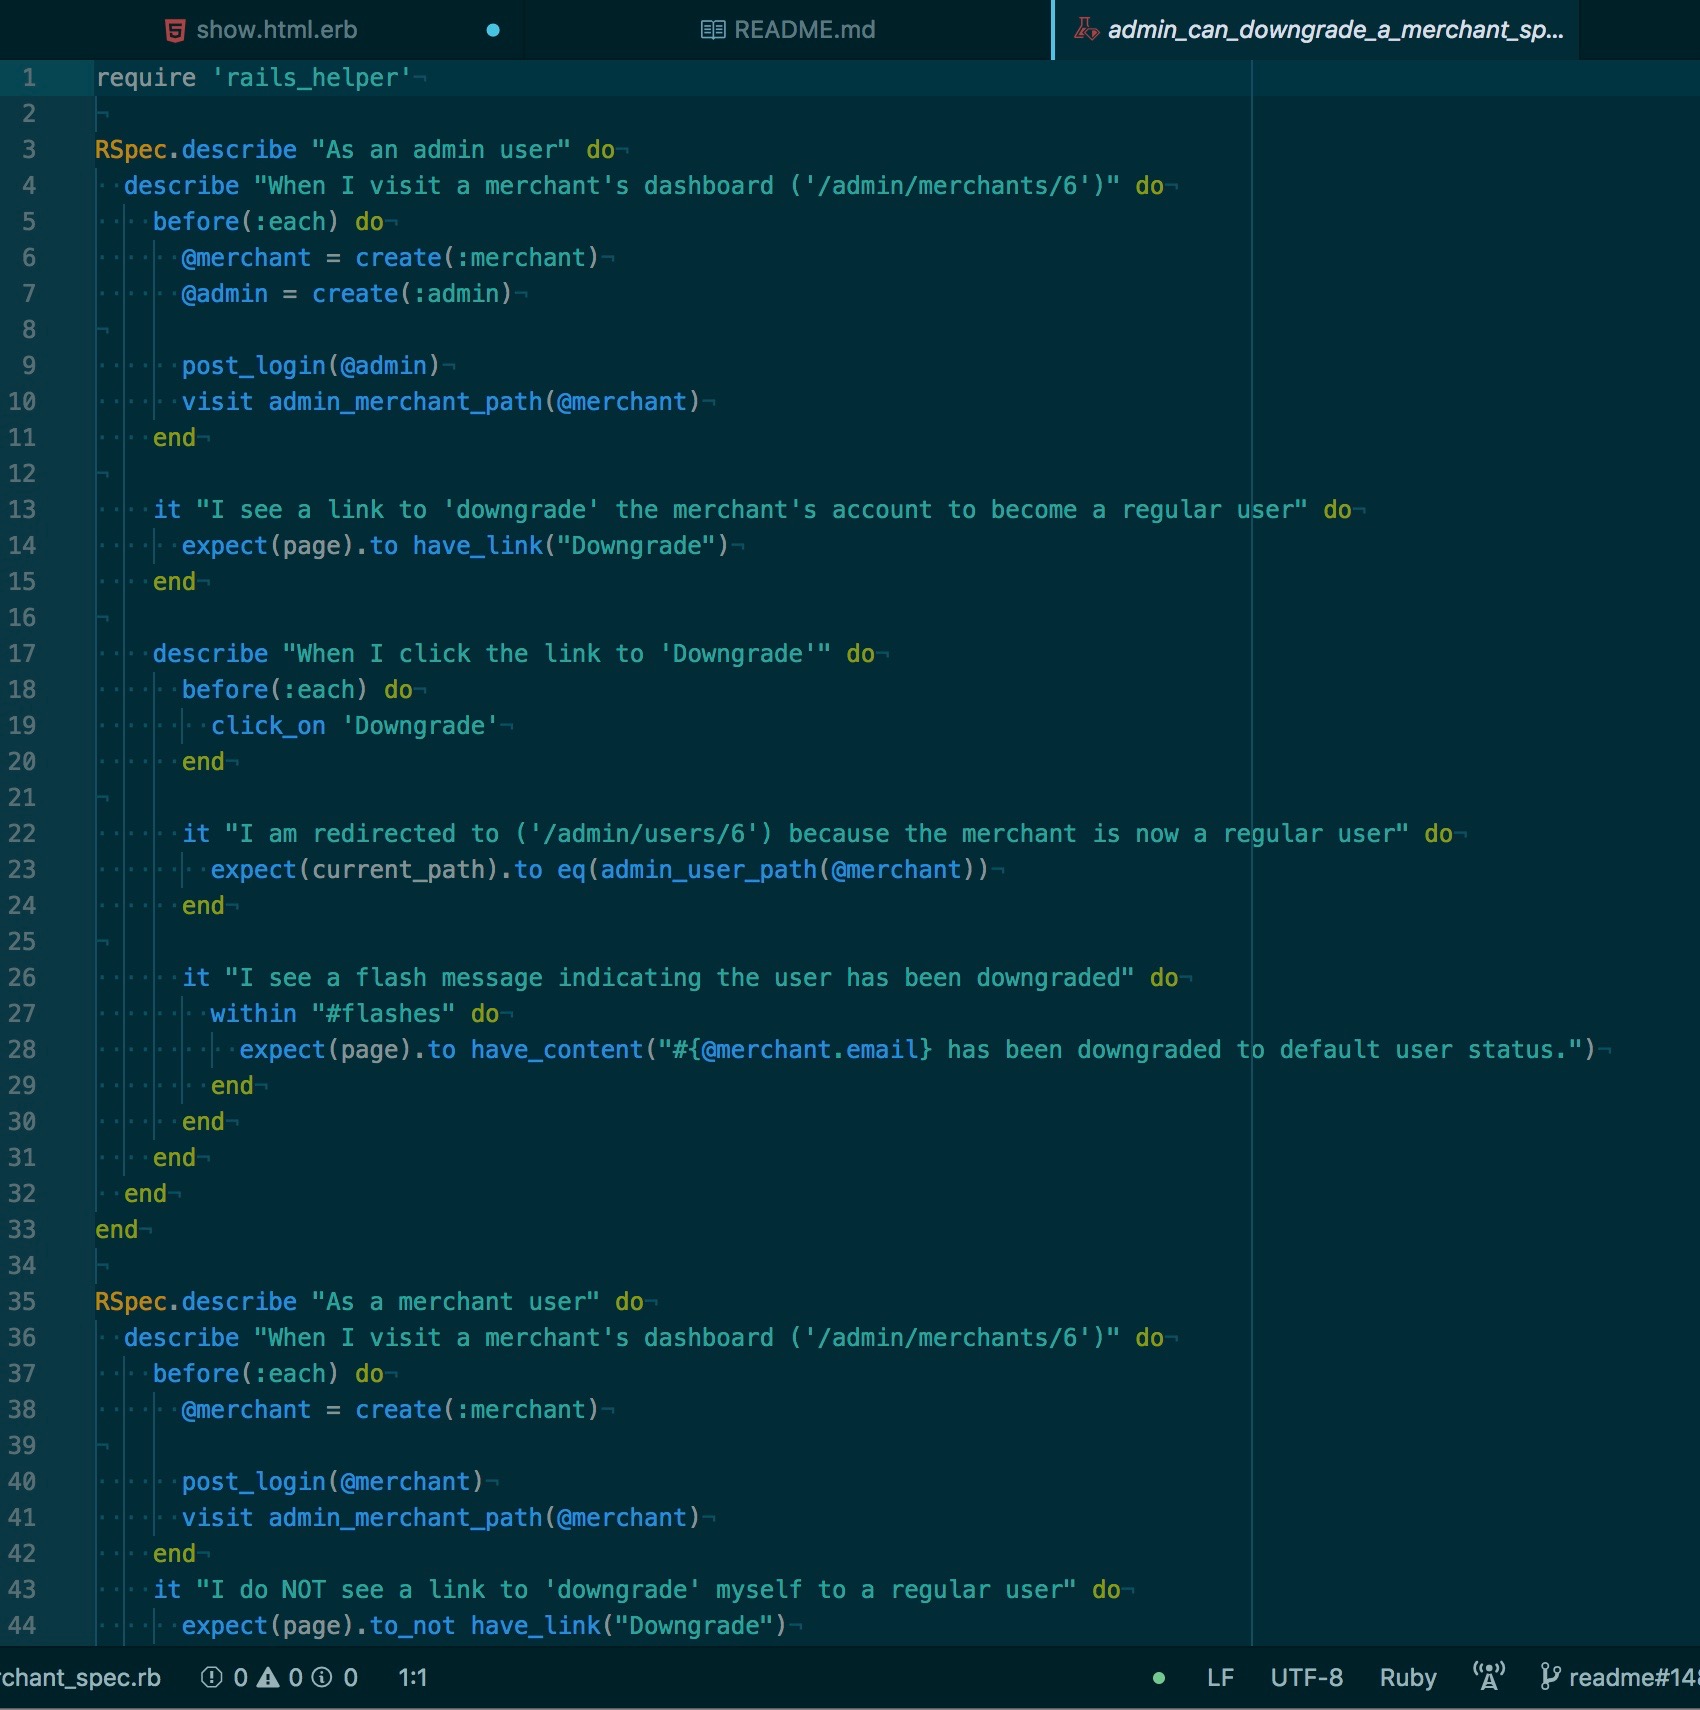 show.html.erb
README.md
admin_can_downgrade_a_merchant_sp...
1 require 'rails_helper'
2
3 RSpec.describe "As an admin user" do
4   describe "When I visit a merchant's dashboard ('/admin/merchants/6')" do
5     before(:each) do
6       @merchant = create(:merchant)
7       @admin = create(:admin)
8
9       post_login(@admin)
10       visit admin_merchant_path(@merchant)
11     end
12
13     it "I see a link to 'downgrade' the merchant's account to become a regular user" do
14       expect(page).to have_link("Downgrade")
15     end
16
17     describe "When I click the link to 'Downgrade'" do
18       before(:each) do
19         click_on 'Downgrade'
20       end
21
22       it "I am redirected to ('/admin/users/6') because the merchant is now a regular user" do
23         expect(current_path).to eq(admin_user_path(@merchant))
24       end
25
26       it "I see a flash message indicating the user has been downgraded" do
27         within "#flashes" do
28           expect(page).to have_content("#{@merchant.email} has been downgraded to default user status.")
29         end
30       end
31     end
32   end
33 end
34
35 RSpec.describe "As a merchant user" do
36   describe "When I visit a merchant's dashboard ('/admin/merchants/6')" do
37     before(:each) do
38       @merchant = create(:merchant)
39
40       post_login(@merchant)
41       visit admin_merchant_path(@merchant)
42     end
43     it "I do NOT see a link to 'downgrade' myself to a regular user" do
44       expect(page).to_not have_link("Downgrade")
rchant_spec.rb 0 0 0 1:1 LF UTF-8 Ruby readme#148